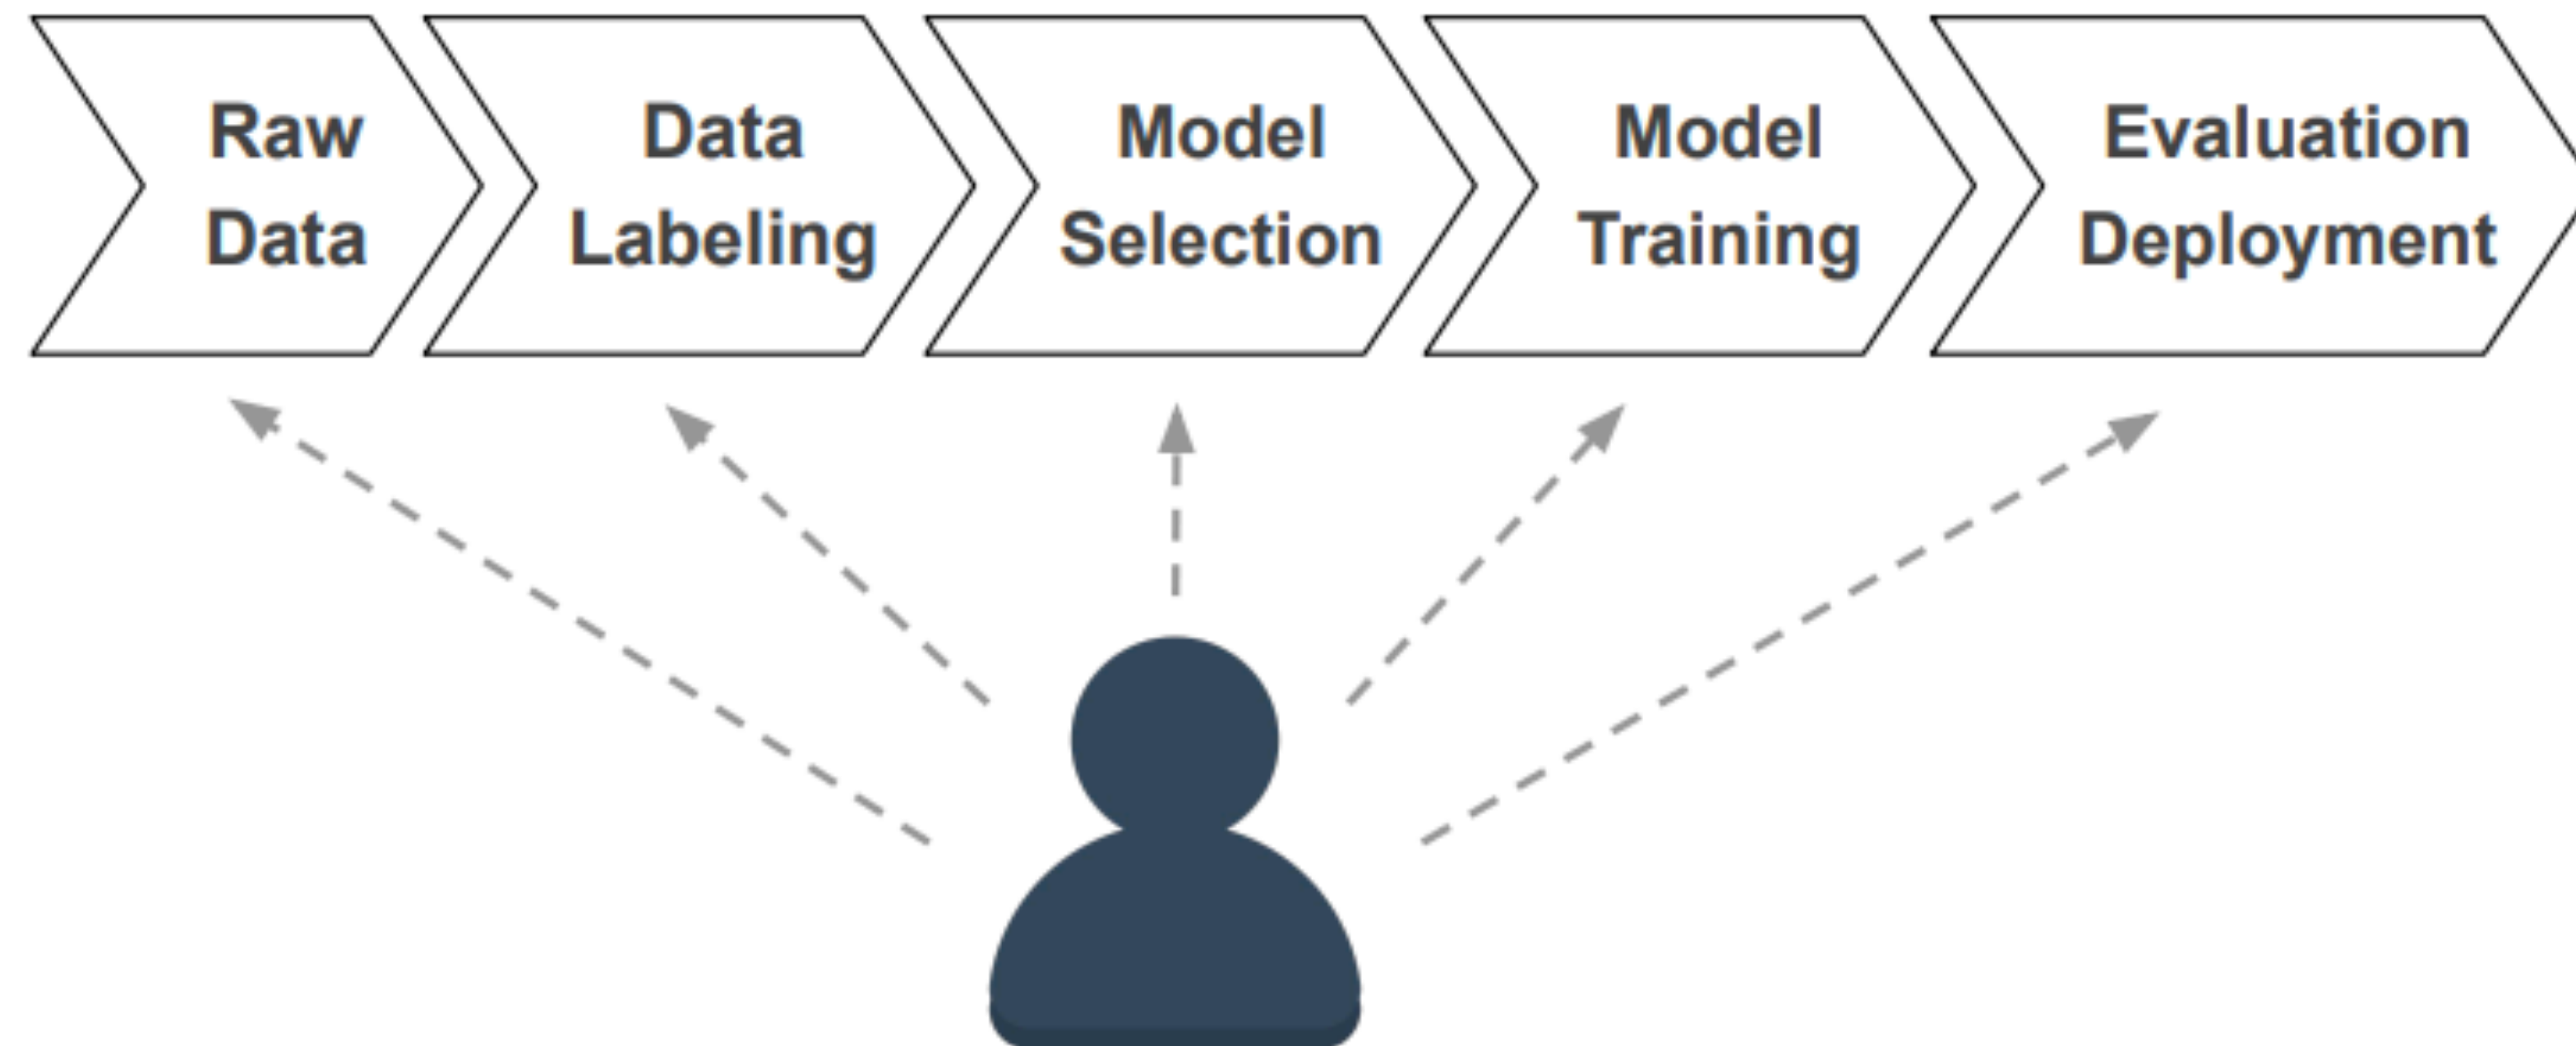 Raw
Data
Data
Labeling
Model
Selection
Model
Training
Evaluation
Deployment